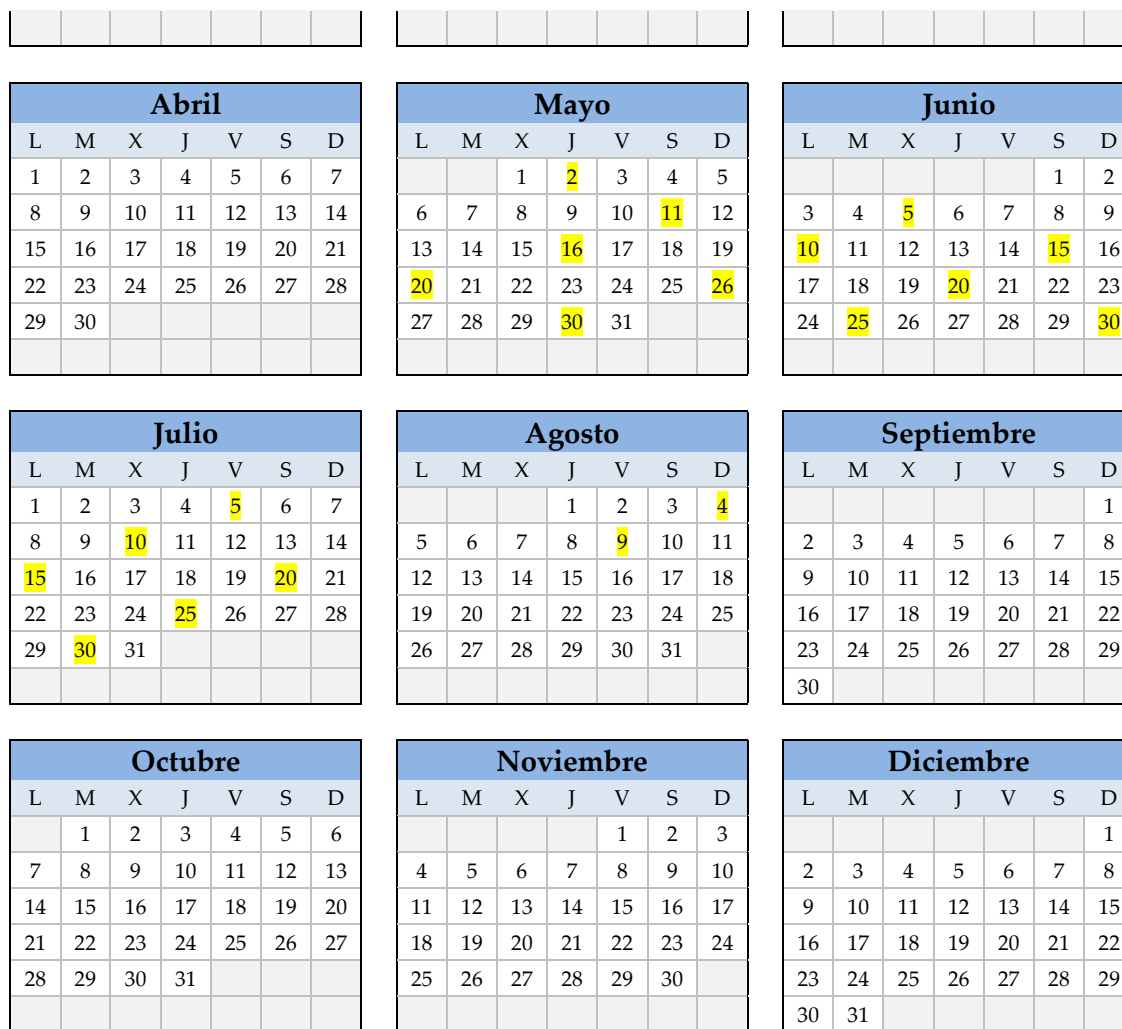 Abril
L M X J V S D
1 2 3 4 5 6 7
8 9 10 11 12 13 14
15 16 17 18 19 20 21
22 23 24 25 26 27 28
29 30
Mayo
L M X J V S D
1 2 3 4 5
6 7 8 9 10 11 12
13 14 15 16 17 18 19
20 21 22 23 24 25 26
27 28 29 30 31
Junio
L M X J V S D
1 2
3 4 5 6 7 8 9
10 11 12 13 14 15 16
17 18 19 20 21 22 23
24 25 26 27 28 29 30
Julio
L M X J V S D
1 2 3 4 5 6 7
8 9 10 11 12 13 14
15 16 17 18 19 20 21
22 23 24 25 26 27 28
29 30 31
Agosto
L M X J V S D
1 2 3 4
5 6 7 8 9 10 11
12 13 14 15 16 17 18
19 20 21 22 23 24 25
26 27 28 29 30 31
Septiembre
L M X J V S D
1
2 3 4 5 6 7 8
9 10 11 12 13 14 15
16 17 18 19 20 21 22
23 24 25 26 27 28 29
30
Octubre
L M X J V S D
1 2 3 4 5 6
7 8 9 10 11 12 13
14 15 16 17 18 19 20
21 22 23 24 25 26 27
28 29 30 31
Noviembre
L M X J V S D
1 2 3
4 5 6 7 8 9 10
11 12 13 14 15 16 17
18 19 20 21 22 23 24
25 26 27 28 29 30
Diciembre
L M X J V S D
1
2 3 4 5 6 7 8
9 10 11 12 13 14 15
16 17 18 19 20 21 22
23 24 25 26 27 28 29
30 31